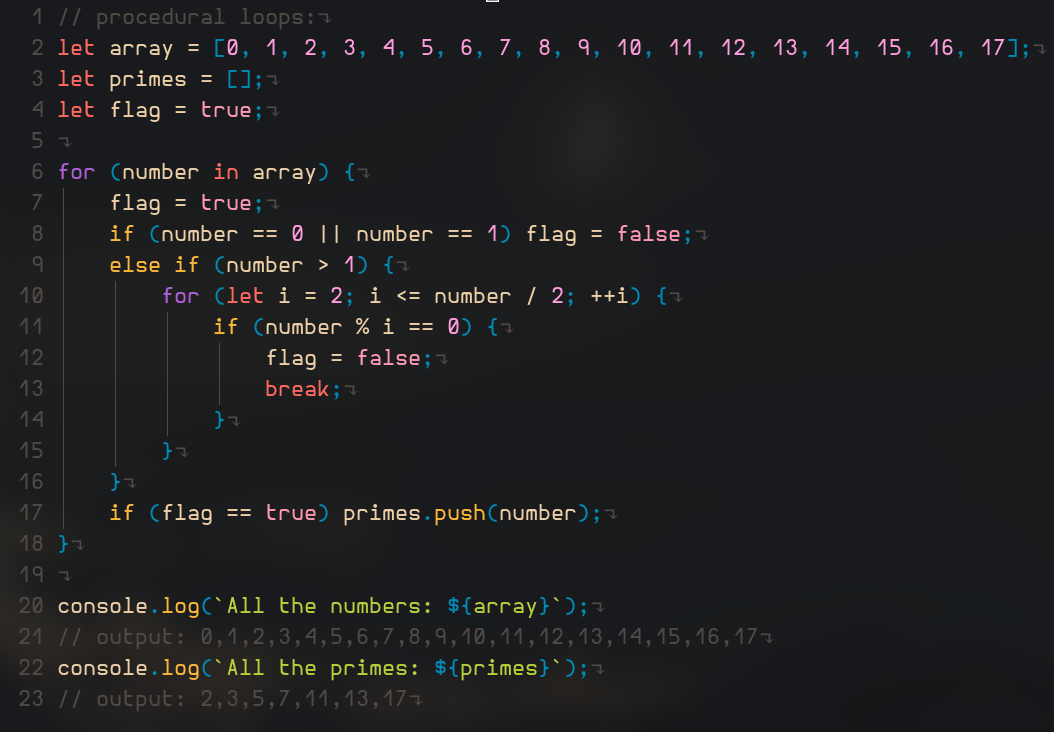 1 // procedural loops:
2 let array = [0, 1, 2, 3, 4, 5, 6, 7, 8, 9, 10, 11, 12, 13, 14, 15, 16, 17];
3 let primes = [];
4 let flag = true;
5
6 for (number in array) {
7     flag = true;
8     if (number == 0 || number == 1) flag = false;
9     else if (number > 1) {
10         for (let i = 2; i <= number / 2; ++i) {
11             if (number % i == 0) {
12                 flag = false;
13                 break;
14             }
15         }
16     }
17     if (flag == true) primes.push(number);
18 }
19
20 console.log(`All the numbers: ${array}`);
21 // output: 0,1,2,3,4,5,6,7,8,9,10,11,12,13,14,15,16,17
22 console.log(`All the primes: ${primes}`);
23 // output: 2,3,5,7,11,13,17